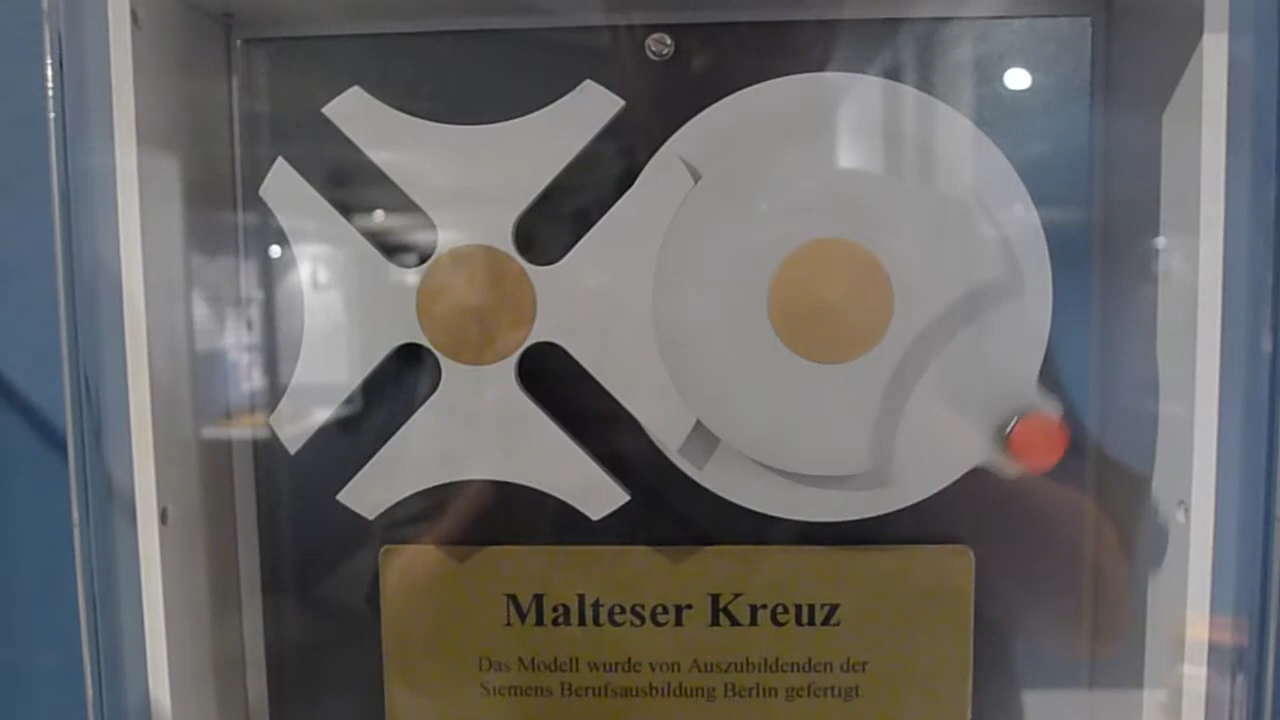 Malteser Kreuz
Das Modell wurde von Auszubildenden der
Siemens Berufsausbildung Berlin gefertigt